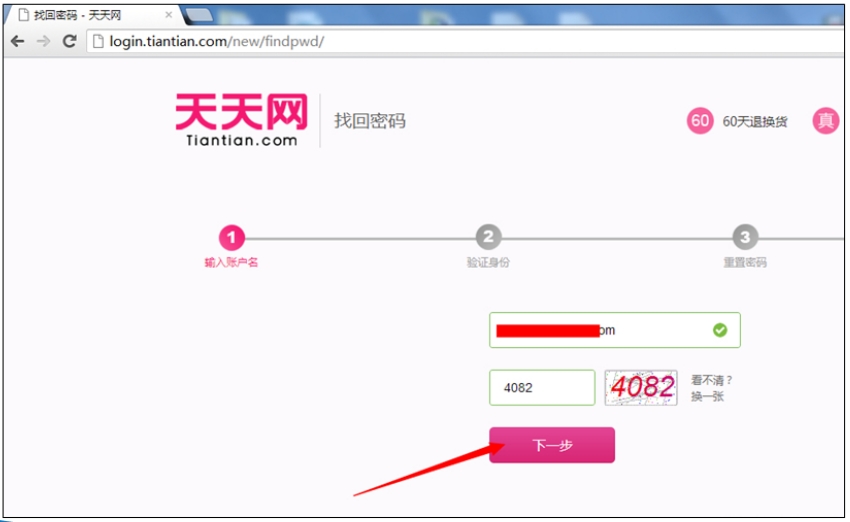 找回密码 - 天天网
login.tiantian.com/new/findpwd/
天天网
Tiantian.com
找回密码
60 60天退换货 真
1 2 3
输入账户名 验证身份 重置密码
om
4082 4082 看不清?
换一张
下一步